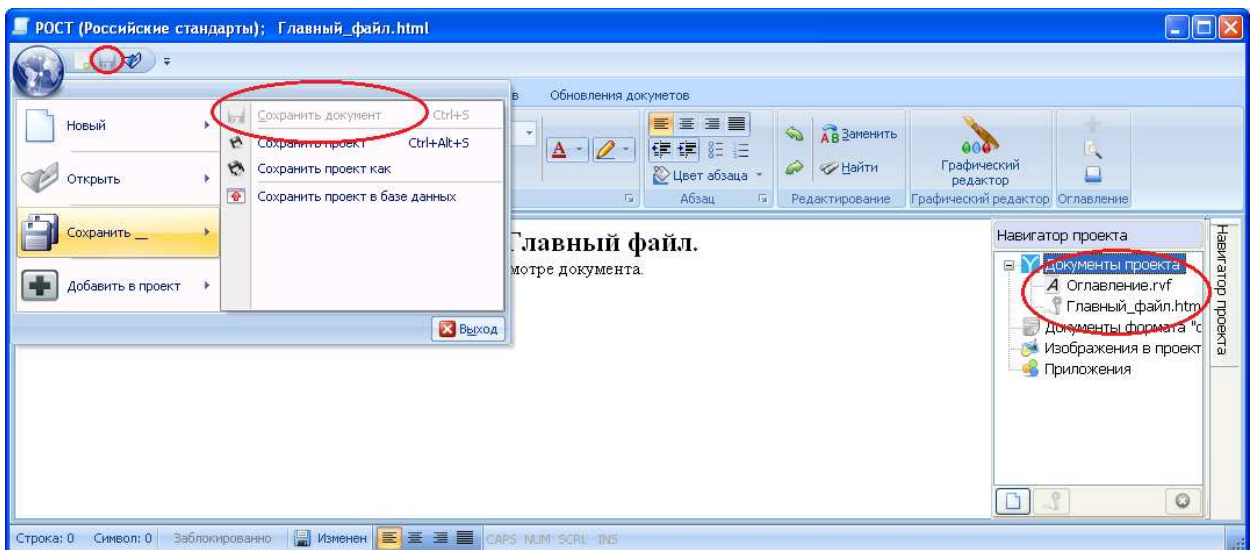 РОСТ (Российские стандарты); Главный_файл.html
в Обновления докуметов
Новый
Открыть
Сохранить __
Добавить в проект
Выход
Сохранить документ Ctrl+S
Сохранить проект Ctrl+Alt+S
Сохранить проект как
Сохранить проект в базе данных
A
Цвет абзаца
Абзац
AB Заменить
Найти
Редактирование
Графический
редактор
Графический редактор
Оглавление
Главный файл.
мотре документа.
Навигатор проекта
Документы проекта
A Оглавление.rvf
Главный_файл.htm
Документы формата "с
Изображения в проект
Приложения
Навигатор проекта
Строка: 0 Символ: 0 Заблокированно Изменен CAPS NUM SCRL INS